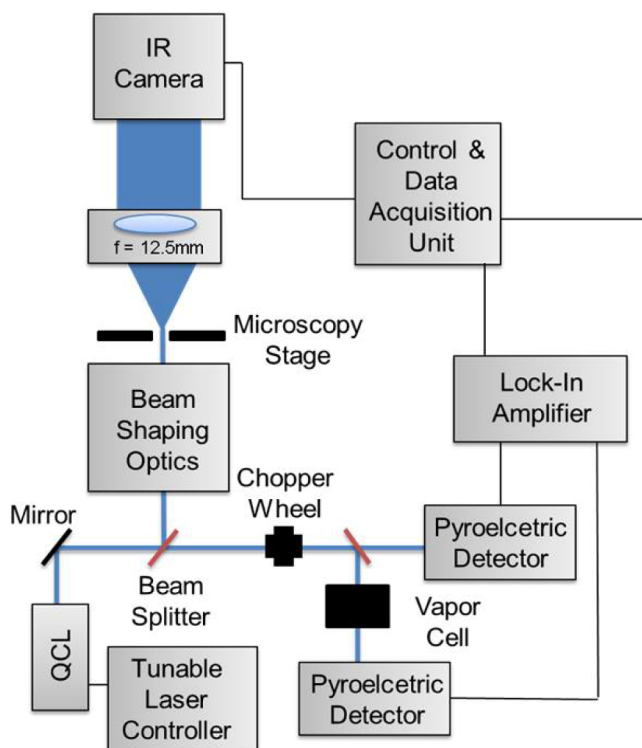 IR
Camera
Control &
Data
Acquisition
Unit
f = 12.5mm
Microscopy
Stage
Beam
Shaping
Optics
Lock-In
Amplifier
Chopper
Wheel
Mirror
Pyroelcetric
Detector
Beam
Splitter
Vapor
Cell
QCL
Tunable
Laser
Controller
Pyroelcetric
Detector